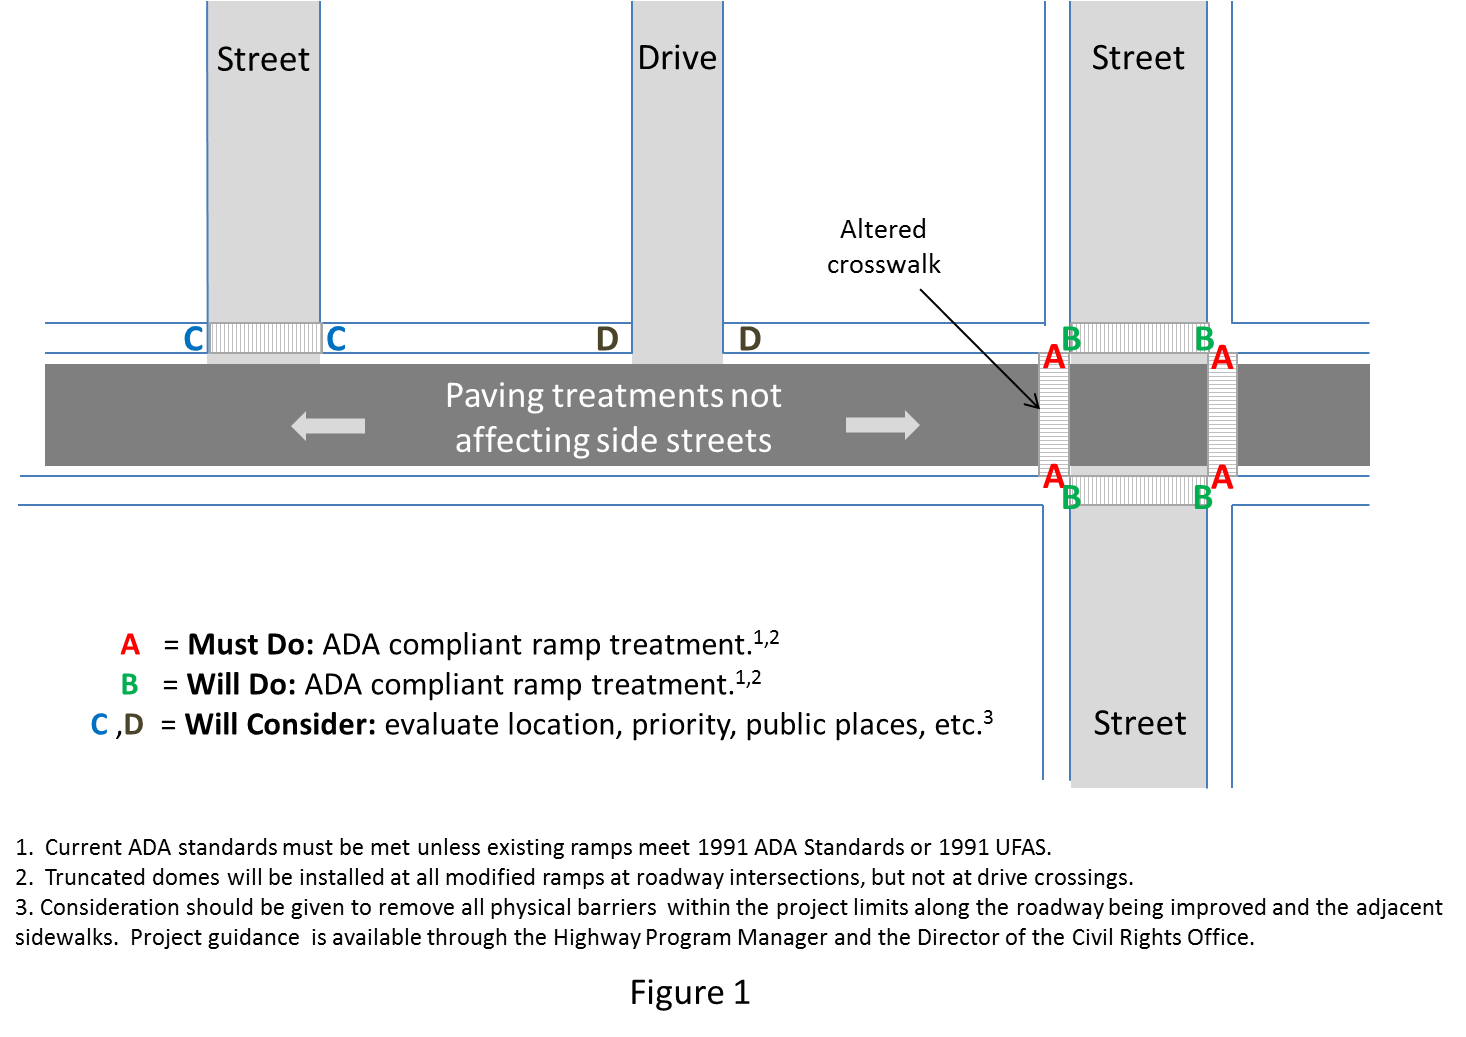 Street
Drive
Street
Altered
crosswalk
C C D D B B
A A
Paving treatments not
affecting side streets
A A
B B
A = Must Do: ADA compliant ramp treatment.1,2
B = Will Do: ADA compliant ramp treatment.1,2
C ,D = Will Consider: evaluate location, priority, public places, etc.3
Street
1. Current ADA standards must be met unless existing ramps meet 1991 ADA Standards or 1991 UFAS.
2. Truncated domes will be installed at all modified ramps at roadway intersections, but not at drive crossings.
3. Consideration should be given to remove all physical barriers within the project limits along the roadway being improved and the adjacent
sidewalks. Project guidance is available through the Highway Program Manager and the Director of the Civil Rights Office.
Figure 1